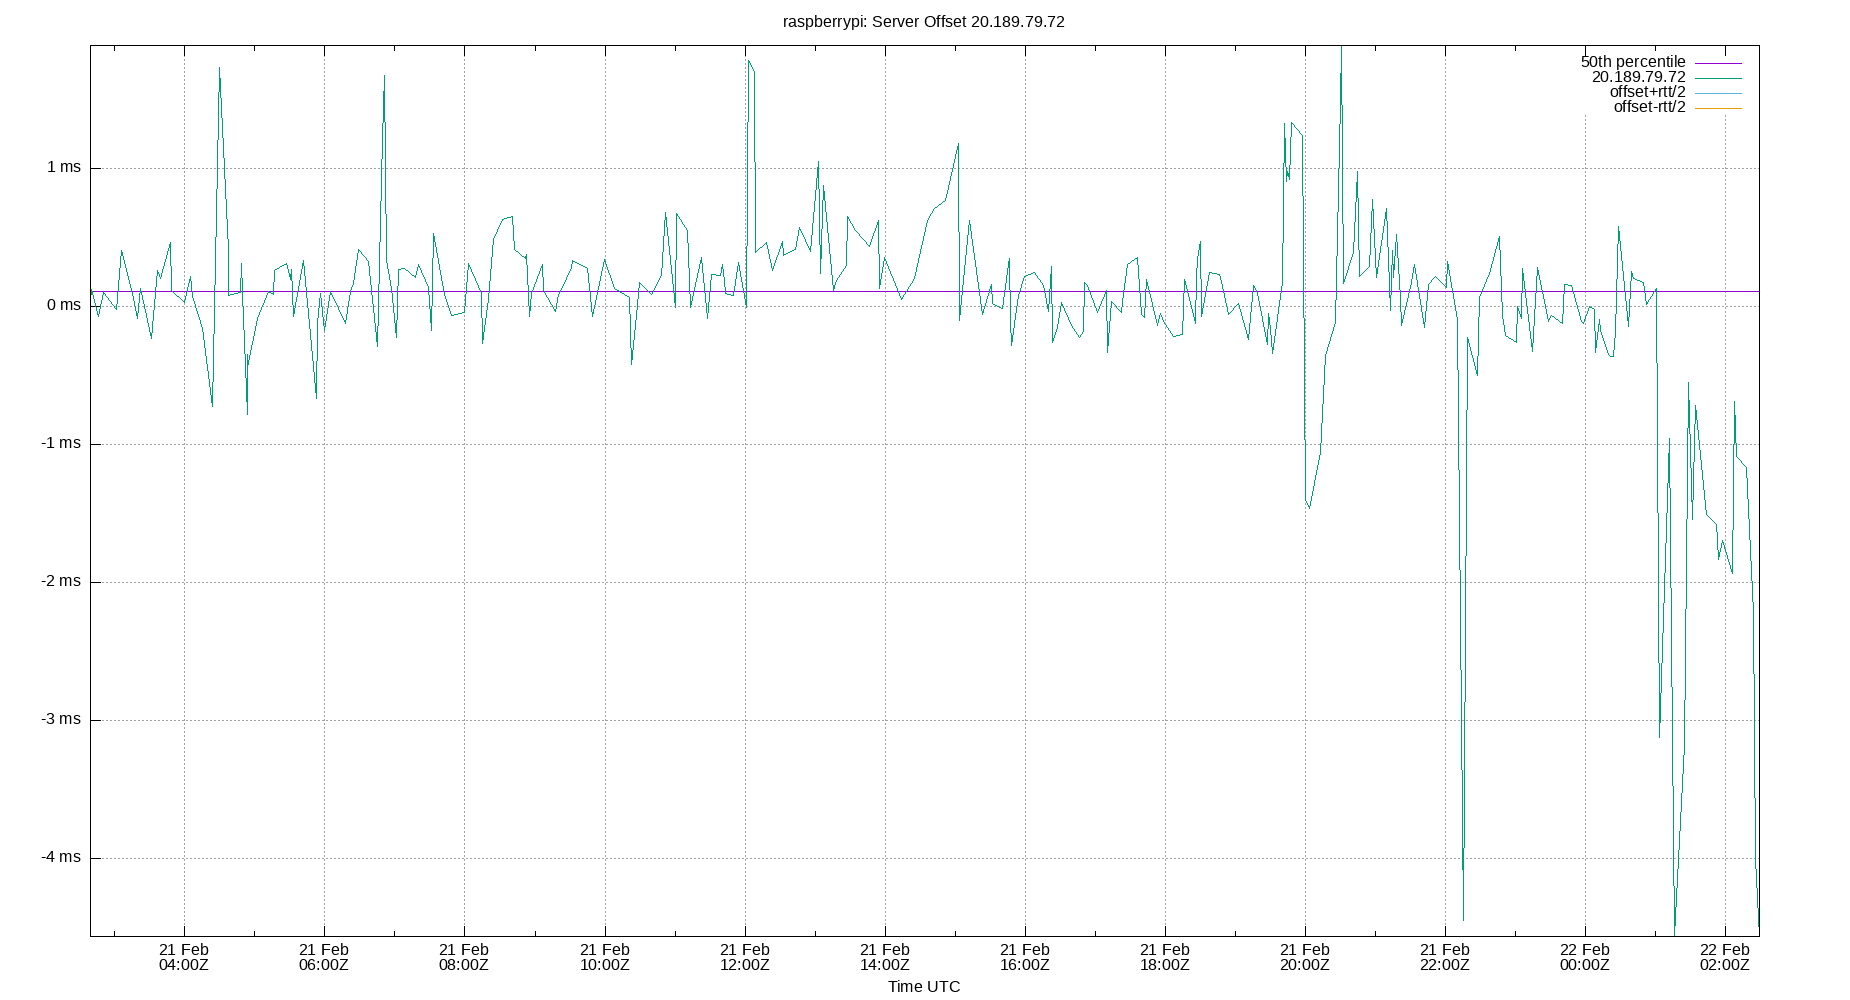 raspberrypi: Server Offset 20.189.79.72
50th percentile
20.189.79.72
offset+rtt/2
offset-rtt/2
1 ms
0 ms
-1 ms
-2 ms
-3 ms
-4 ms
21 Feb 21 Feb 21 Feb 21 Feb 21 Feb 21 Feb 21 Feb 21 Feb 21 Feb 21 Feb 22 Feb 22 Feb
04:00Z 06:00Z 08:00Z 10:00Z 12:00Z 14:00Z 16:00Z 18:00Z 20:00Z 22:00Z 00:00Z 02:00Z
Time UTC